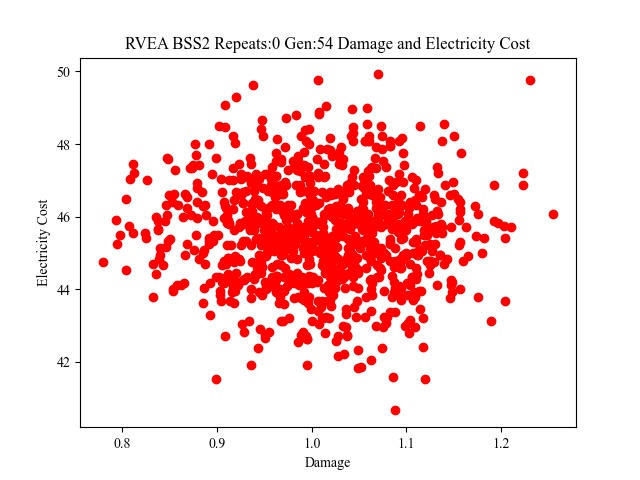 RVEA BSS2 Repeats:0 Gen:54 Damage and Electricity Cost
50
48
46
44
42
Electricity Cost
0.8 0.9 1.0 1.1 1.2
Damage